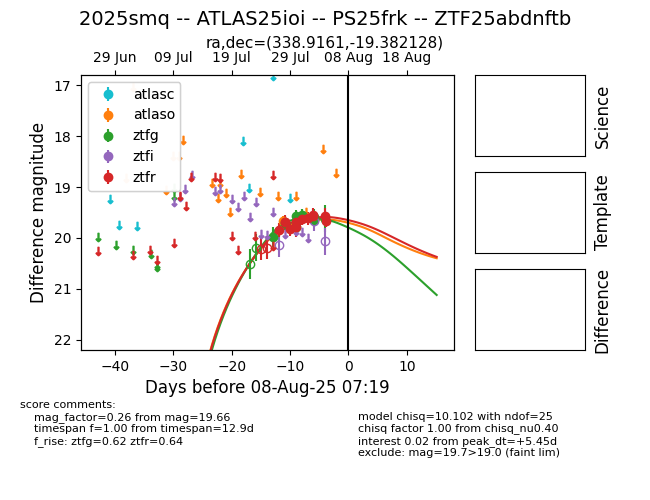 2025smq -- ATLAS25ioi -- PS25frk -- ZTF25abdnftb
ra,dec=(338.9161,-19.382128)
29 Jun 09 Jul 19 Jul 29 Jul 08 Aug 18 Aug
atlasc
atlaso
ztfg
ztfi
ztfr
17
18
19
20
21
22
Difference magnitude
−40 −30 −20 −10 0 10
Days before 08-Aug-25 07:19
Science
Template
Difference
score comments:
mag_factor=0.26 from mag=19.66
timespan f=1.00 from timespan=12.9d
f_rise: ztfg=0.62 ztfr=0.64
model chisq=10.102 with ndof=25
chisq factor 1.00 from chisq_nu0.40
interest 0.02 from peak_dt=+5.45d
exclude: mag=19.7>19.0 (faint lim)